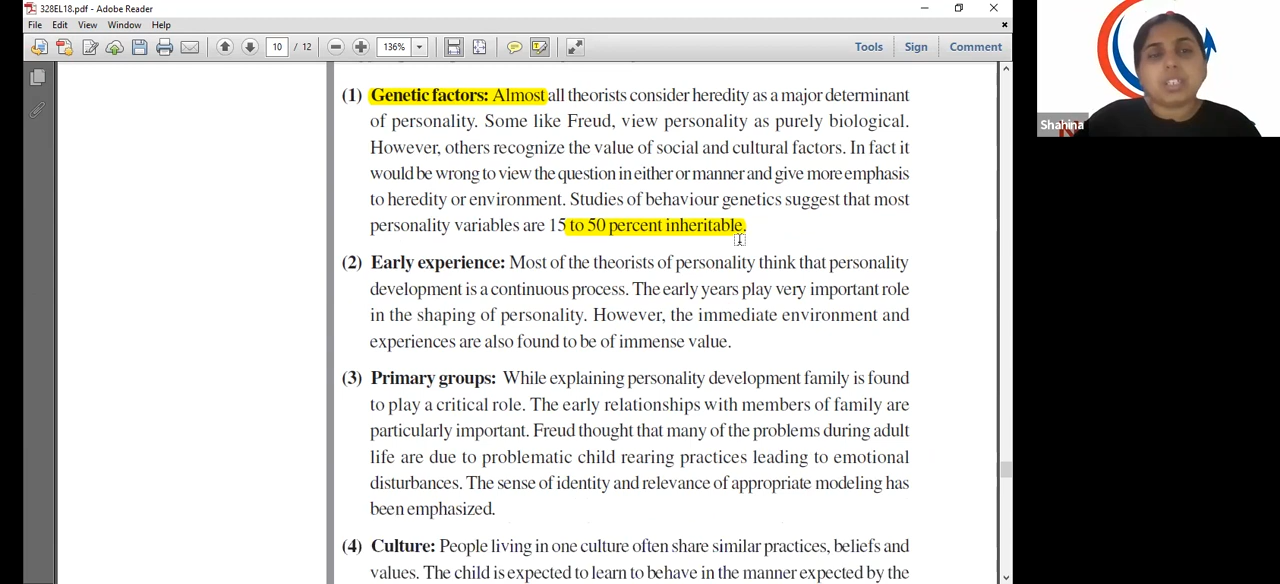 328EL18.pdf - Adobe Reader
File Edit View Window Help
10 / 12 136% Tools Sign Comment
(1) Genetic factors: Almost all theorists consider heredity as a major determinant
of personality. Some like Freud, view personality as purely biological.
However, others recognize the value of social and cultural factors. In fact it
would be wrong to view the question in either or manner and give more emphasis
to heredity or environment. Studies of behaviour genetics suggest that most
personality variables are 15 to 50 percent inheritable.
(2) Early experience: Most of the theorists of personality think that personality
development is a continuous process. The early years play very important role
in the shaping of personality. However, the immediate environment and
experiences are also found to be of immense value.
(3) Primary groups: While explaining personality development family is found
to play a critical role. The early relationships with members of family are
particularly important. Freud thought that many of the problems during adult
life are due to problematic child rearing practices leading to emotional
disturbances. The sense of identity and relevance of appropriate modeling has
been emphasized.
(4) Culture: People living in one culture often share similar practices, beliefs and
values. The child is expected to learn to behave in the manner expected by the
Shahina